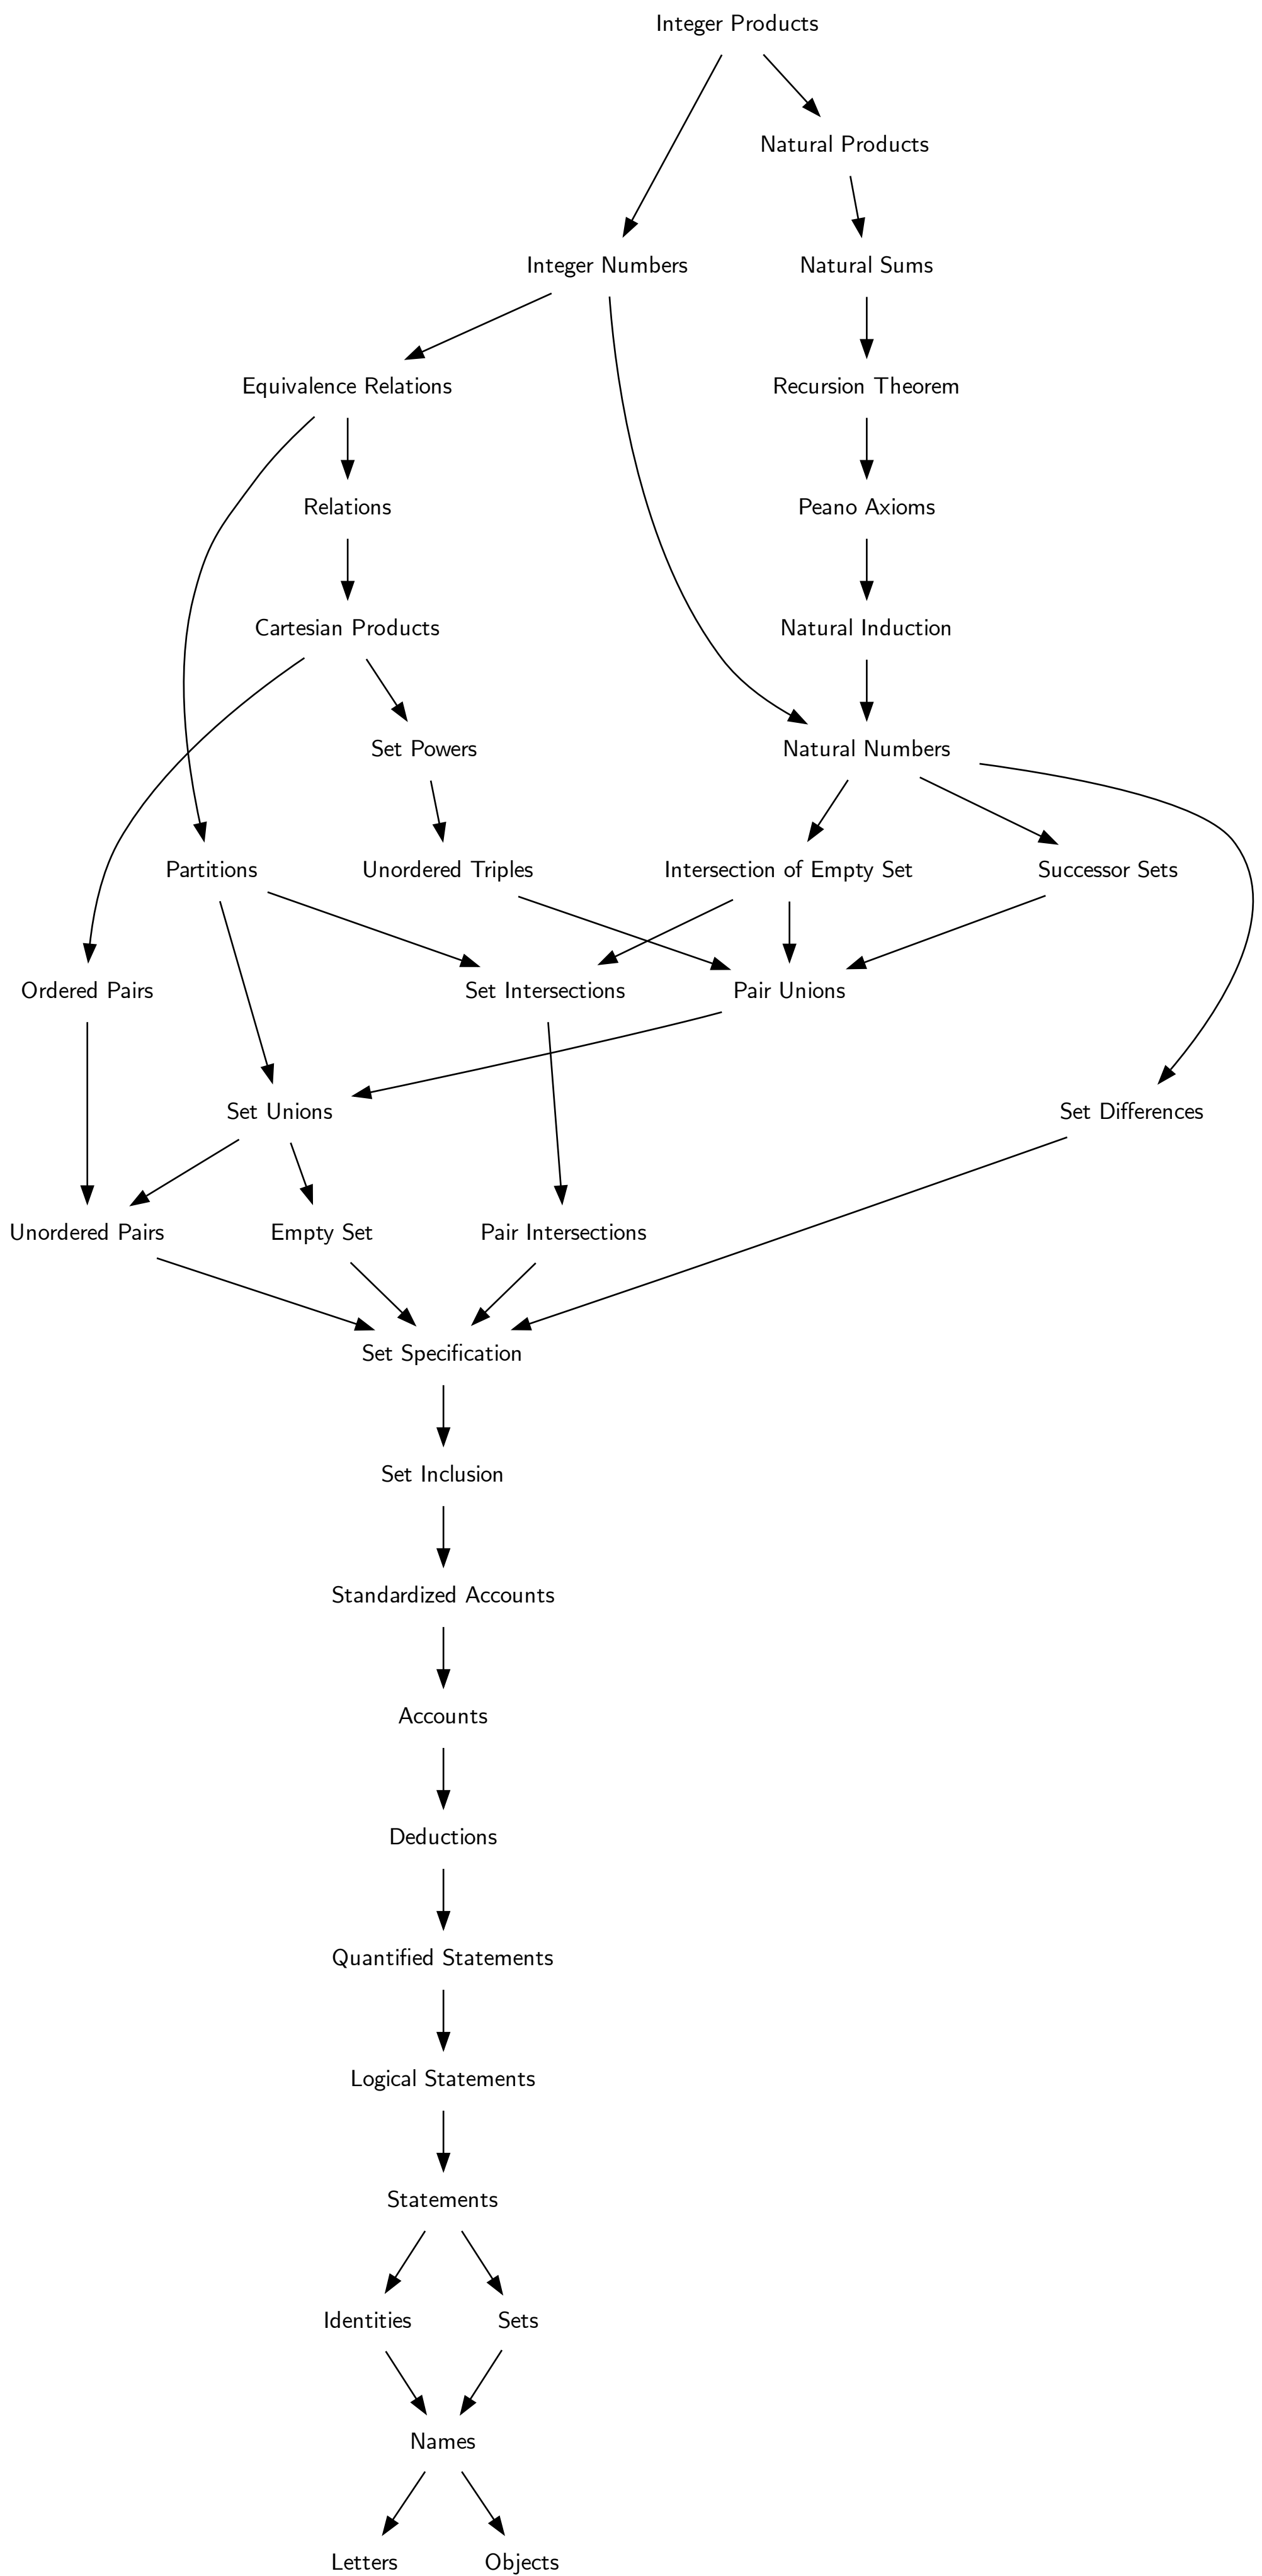 Integer Products
Natural Products
Integer Numbers
Natural Sums
Equivalence Relations
Recursion Theorem
Relations
Peano Axioms
Cartesian Products
Natural Induction
Set Powers
Natural Numbers
Partitions
Unordered Triples
Intersection of Empty Set
Successor Sets
Ordered Pairs
Set Intersections
Pair Unions
Set Unions
Set Differences
Unordered Pairs
Empty Set
Pair Intersections
Set Specification
Set Inclusion
Standardized Accounts
Accounts
Deductions
Quantified Statements
Logical Statements
Statements
Identities
Sets
Names
Letters
Objects